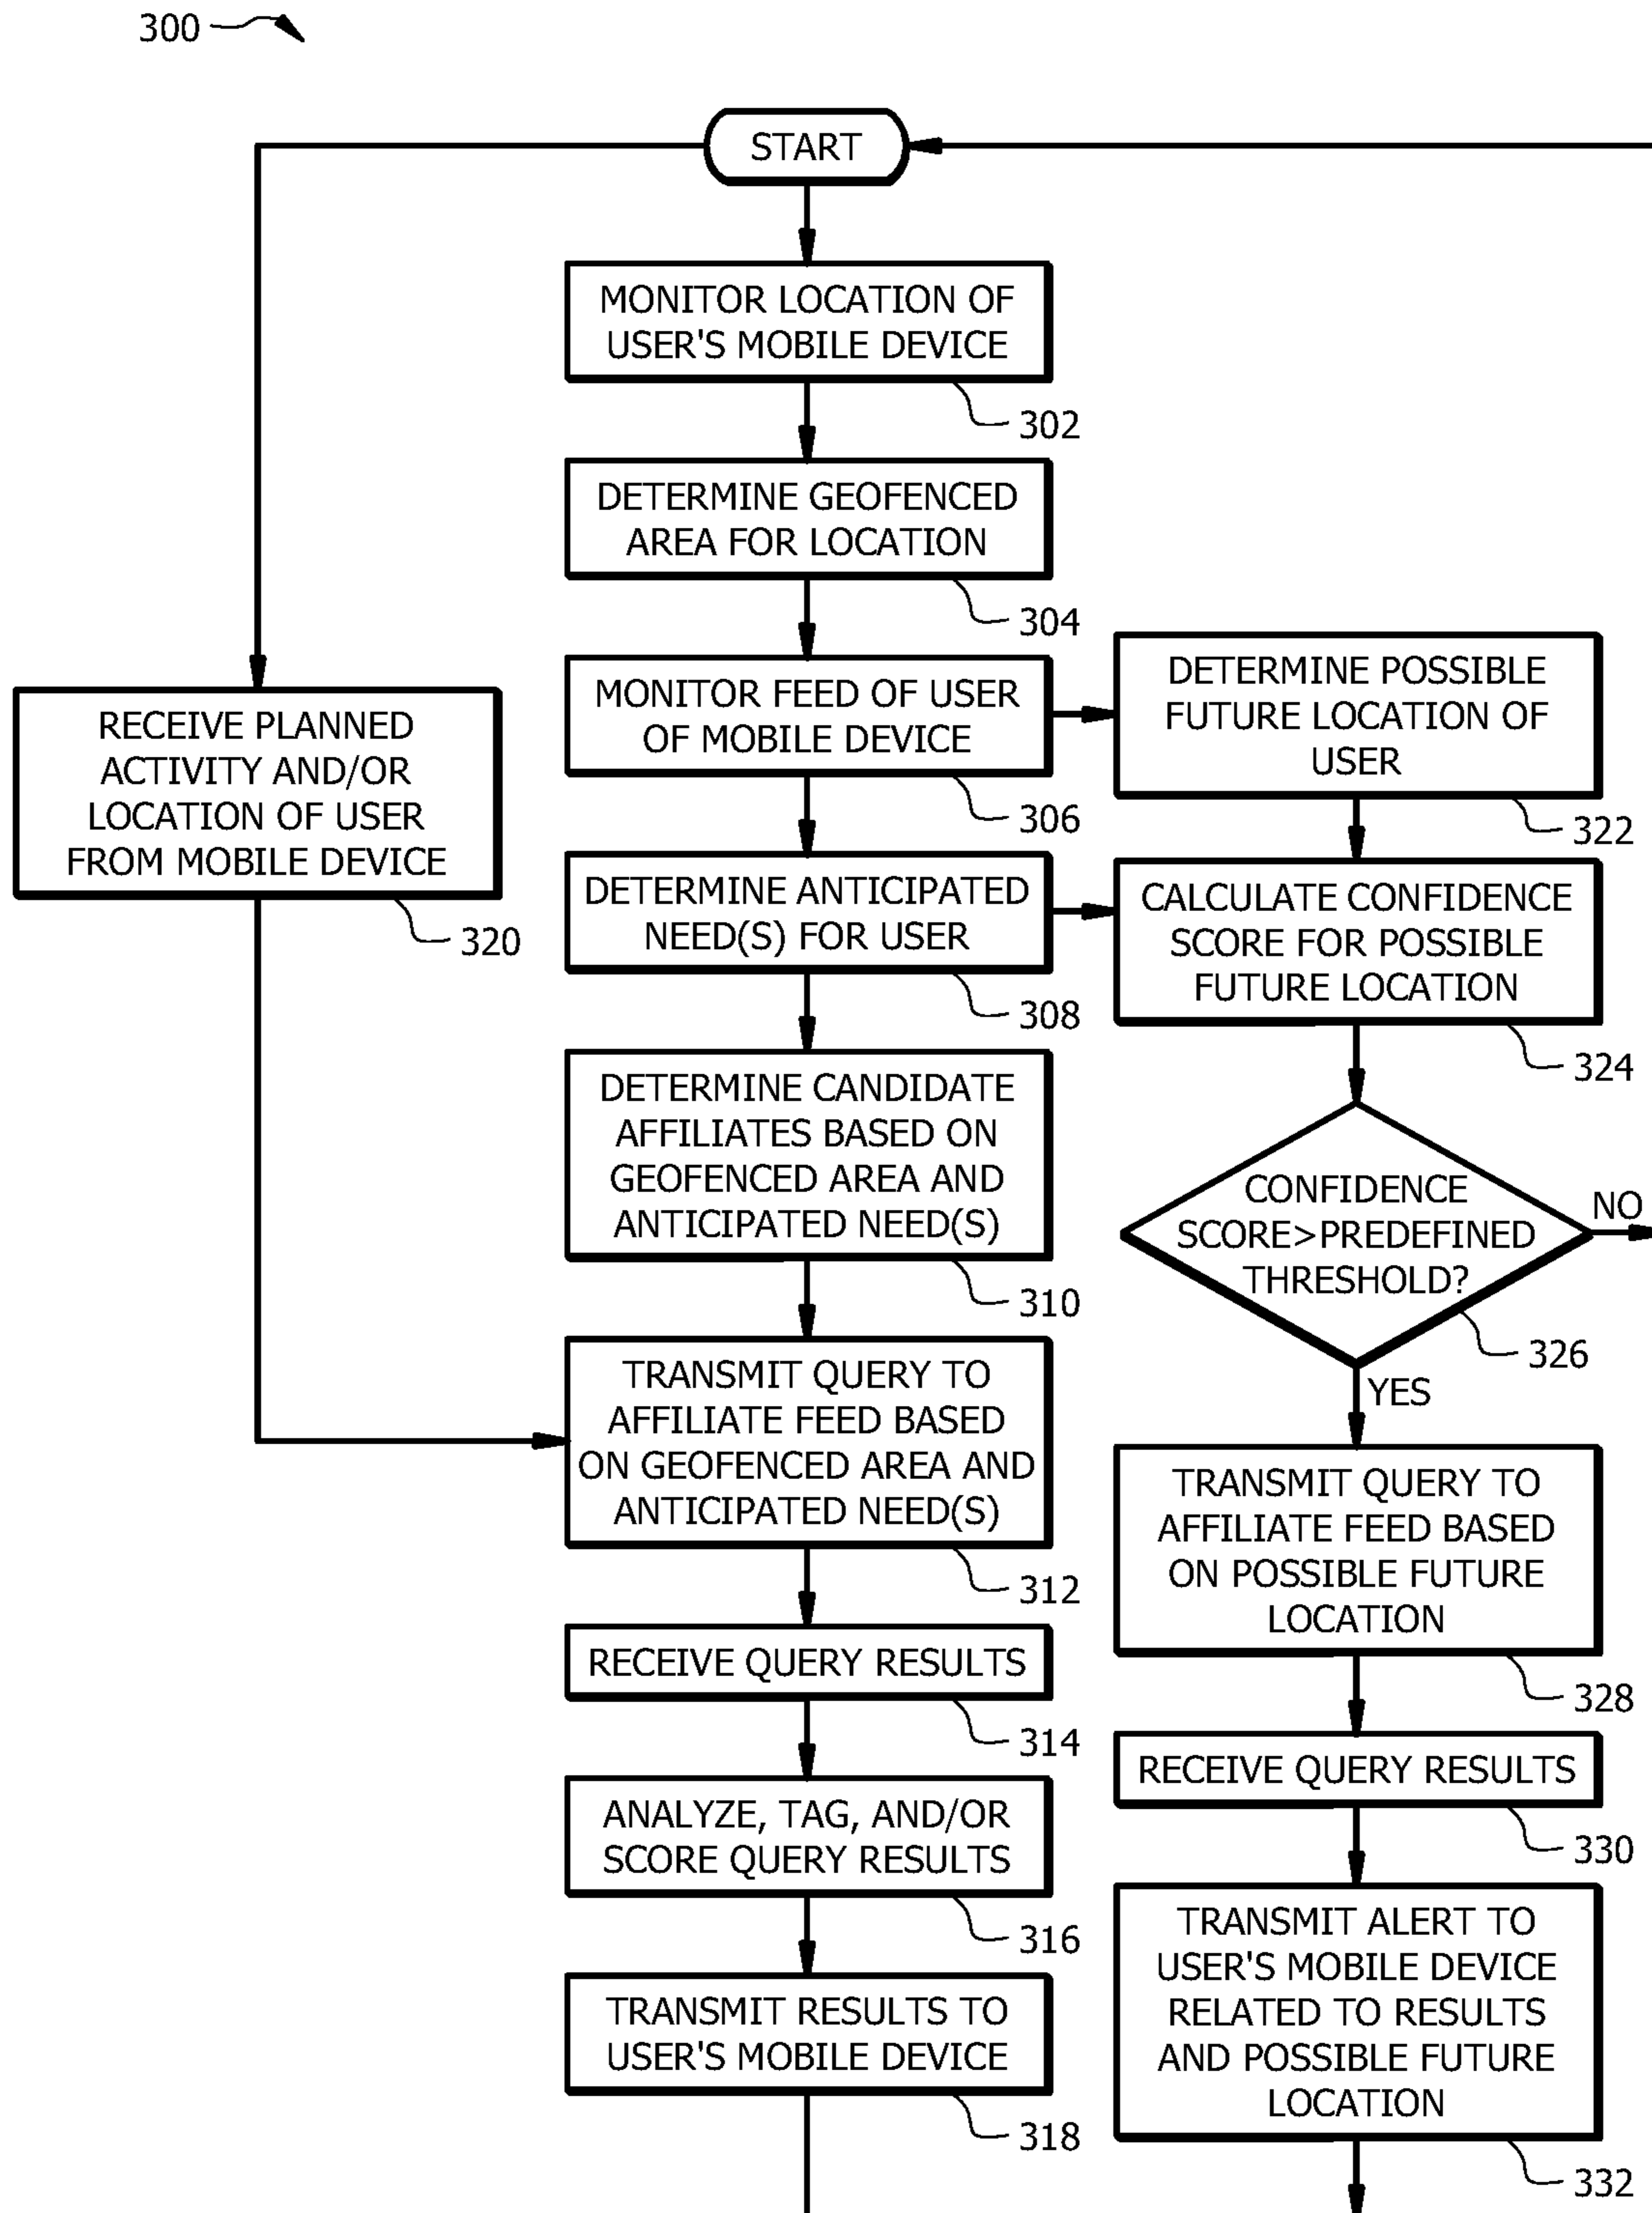 300
START
MONITOR LOCATION OF
USER'S MOBILE DEVICE
302
DETERMINE GEOFENCED
AREA FOR LOCATION
304
MONITOR FEED OF USER
OF MOBILE DEVICE
306
DETERMINE POSSIBLE
FUTURE LOCATION OF
USER
322
RECEIVE PLANNED
ACTIVITY AND/OR
LOCATION OF USER
FROM MOBILE DEVICE
320
DETERMINE ANTICIPATED
NEED(S) FOR USER
308
CALCULATE CONFIDENCE
SCORE FOR POSSIBLE
FUTURE LOCATION
324
DETERMINE CANDIDATE
AFFILIATES BASED ON
GEOFENCED AREA AND
ANTICIPATED NEED(S)
310
CONFIDENCE
SCORE>PREDEFINED
THRESHOLD?
NO
326
YES
TRANSMIT QUERY TO
AFFILIATE FEED BASED
ON GEOFENCED AREA AND
ANTICIPATED NEED(S)
312
TRANSMIT QUERY TO
AFFILIATE FEED BASED
ON POSSIBLE FUTURE
LOCATION
328
RECEIVE QUERY RESULTS
314
RECEIVE QUERY RESULTS
330
ANALYZE, TAG, AND/OR
SCORE QUERY RESULTS
316
TRANSMIT RESULTS TO
USER'S MOBILE DEVICE
318
TRANSMIT ALERT TO
USER'S MOBILE DEVICE
RELATED TO RESULTS
AND POSSIBLE FUTURE
LOCATION
332